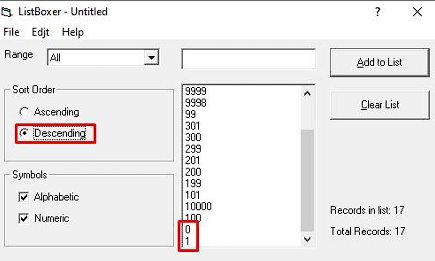 ListBoxer - Untitled
File Edjt Help
Range All
Add to List
Sort Order
Ascending
Descending
Clear List
9999
9998
99
301
300
299
201
200
199
101
10000
100
0
1
Symbols
Alphabetic
Numeric
Records in list: 17
Total Records: 17